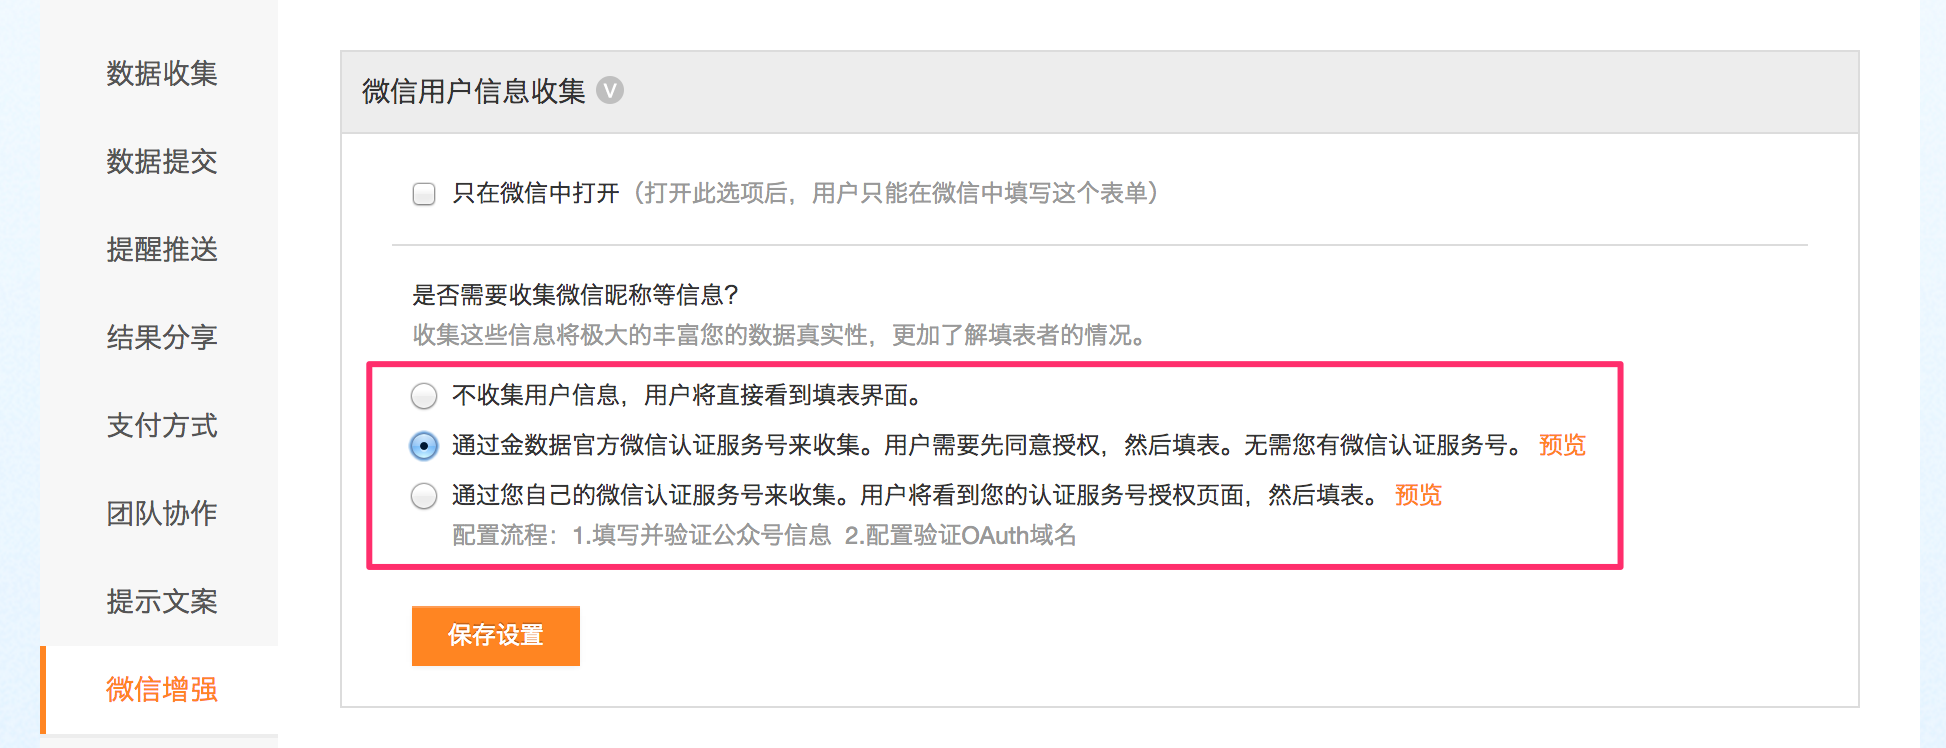 数据收集
数据提交
提醒推送
结果分享
支付方式
团队协作
提示文案
微信增强
微信用户信息收集 V
只在微信中打开（打开此选项后，用户只能在微信中填写这个表单）
是否需要收集微信昵称等信息？
收集这些信息将极大的丰富您的数据真实性，更加了解填表者的情况。
不收集用户信息，用户将直接看到填表界面。
通过金数据官方微信认证服务号来收集。用户需要先同意授权，然后填表。无需您有微信认证服务号。 预览
通过您自己的微信认证服务号来收集。用户将看到您的认证服务号授权页面，然后填表。 预览
配置流程：1.填写并验证公众号信息 2.配置验证OAuth域名
保存设置